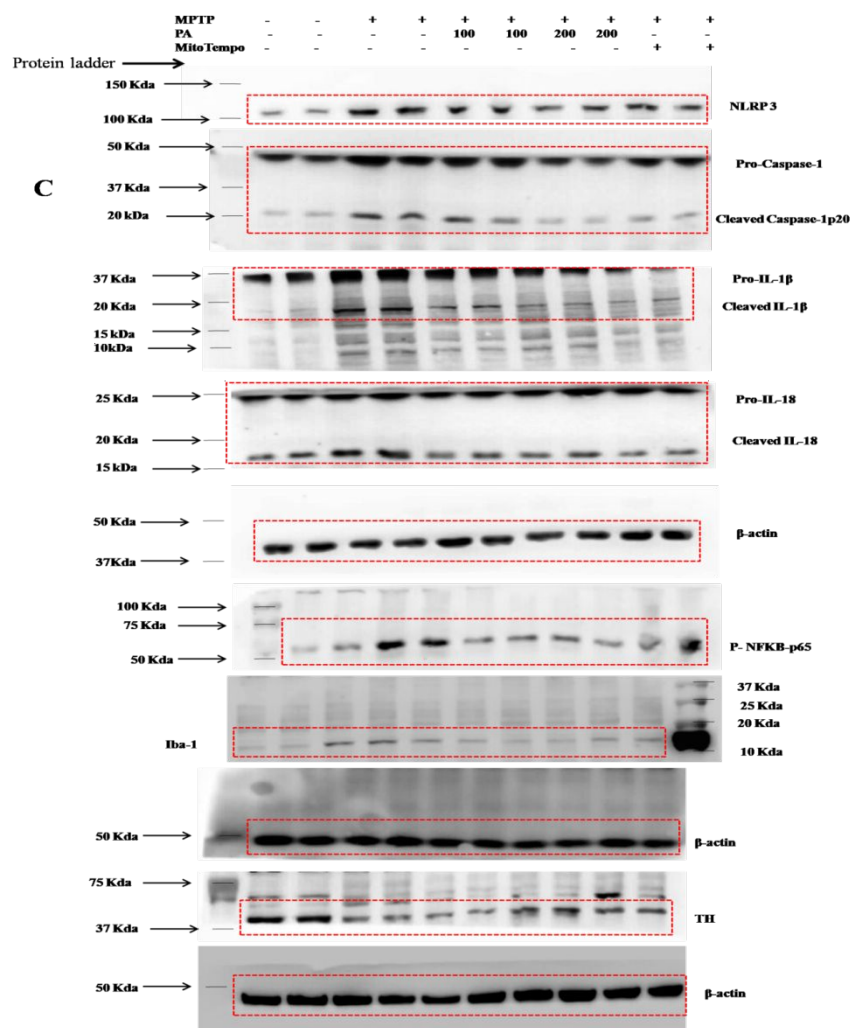 MPTP - - + + + + + + + +
PA - - 100 100 200 200
MitoTempo - - + +
Protein ladder
150 Kda
100 Kda
NLRP 3
50 Kda
Pro-Caspase-1
C
37 Kda
20 kDa
Cleaved Caspase-1p20
37 Kda
Pro-IL-1β
20 Kda
Cleaved IL-1β
15 kDa
10kDa
25 Kda
Pro-IL-18
20 Kda
Cleaved IL-18
15 kDa
50 Kda
β-actin
37Kda
100 Kda
75 Kda
P- NFKB-p65
50 Kda
37 Kda
25 Kda
20 Kda
Iba-1
10 Kda
50 Kda
β-actin
75 Kda
TH
37 Kda
50 Kda
β-actin